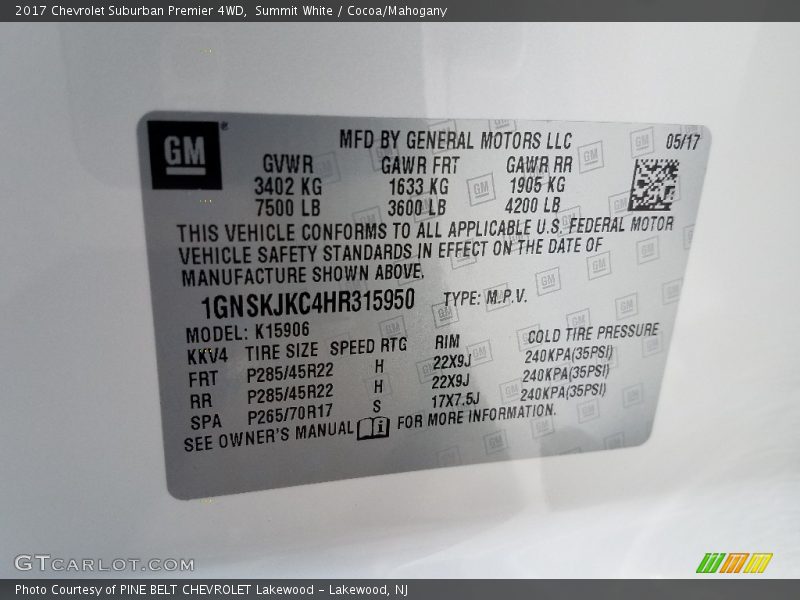 2017 Chevrolet Suburban Premier 4WD,  Summit White / Cocoa/Mahogany
GM ®
MFD BY GENERAL MOTORS LLC 05/17
GVWR GAWR FRT GAWR RR
3402 KG 1633 KG 1905 KG
7500 LB 3600 LB 4200 LB
THIS VEHICLE CONFORMS TO ALL APPLICABLE U.S. FEDERAL MOTOR
VEHICLE SAFETY STANDARDS IN EFFECT ON THE DATE OF
MANUFACTURE SHOWN ABOVE.
1GNSKJKC4HR315950 TYPE: M.P.V.
MODEL: K15906
KKV4 TIRE SIZE SPEED RTG RIM COLD TIRE PRESSURE
FRT P285/45R22 H 22X9J 240KPA(35PSI)
RR P285/45R22 H 22X9J 240KPA(35PSI)
SPA P265/70R17 S 17X7.5J 240KPA(35PSI)
SEE OWNER'S MANUAL FOR MORE INFORMATION.
GTCARLOT.COM
Photo Courtesy of PINE BELT CHEVROLET Lakewood - Lakewood, NJ